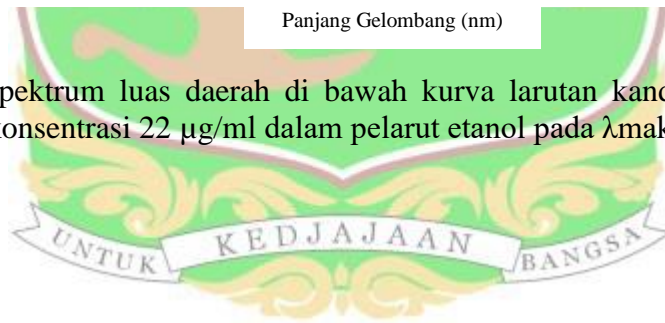 Panjang Gelombang (nm)
pektrum luas daerah di bawah kurva larutan kand
konsentrasi 22 µg/ml dalam pelarut etanol pada λmak
UNTUK KEDJAJAAN BANGSA